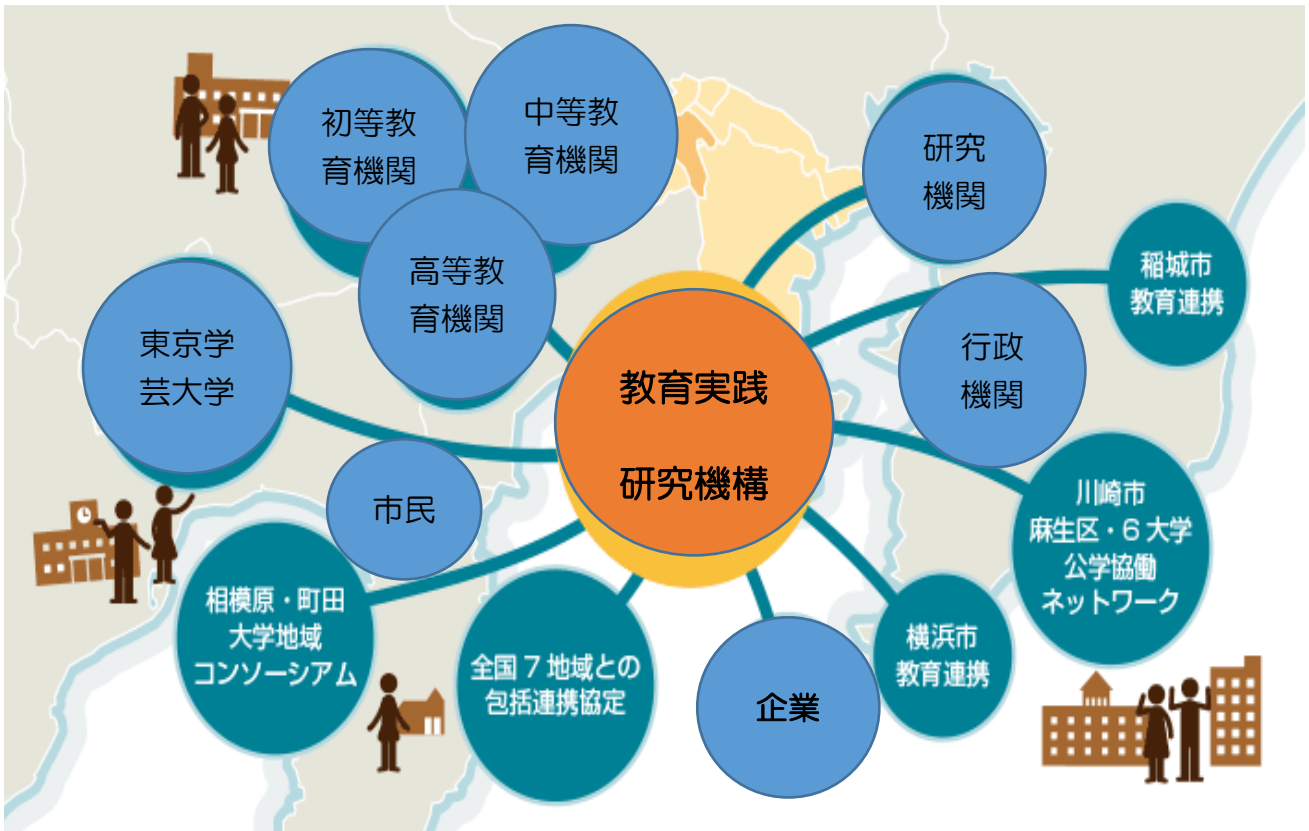 初等教
育機関
中等教
育機関
高等教
育機関
研究
機関
稲城市
教育連携
東京学
芸大学
行政
機関
教育実践
研究機構
市民
川崎市
麻生区・6大学
公学協働
ネットワーク
相模原・町田
大学地域
コンソーシアム
全国7地域との
包括連携協定
企業
横浜市
教育連携